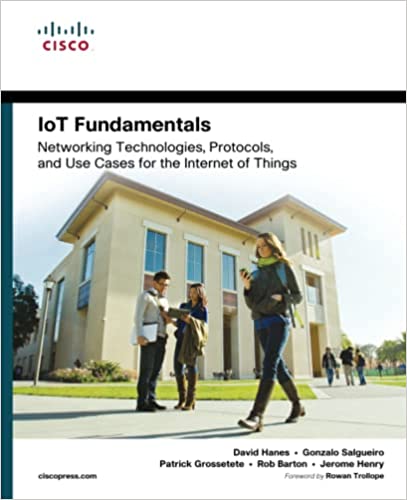 CISCO
IoT Fundamentals
Networking Technologies, Protocols,
and Use Cases for the Internet of Things
David Hanes • Gonzalo Salgueiro
Patrick Grossetete • Rob Barton • Jerome Henry
ciscopress.com
Foreword by Rowan Trollope